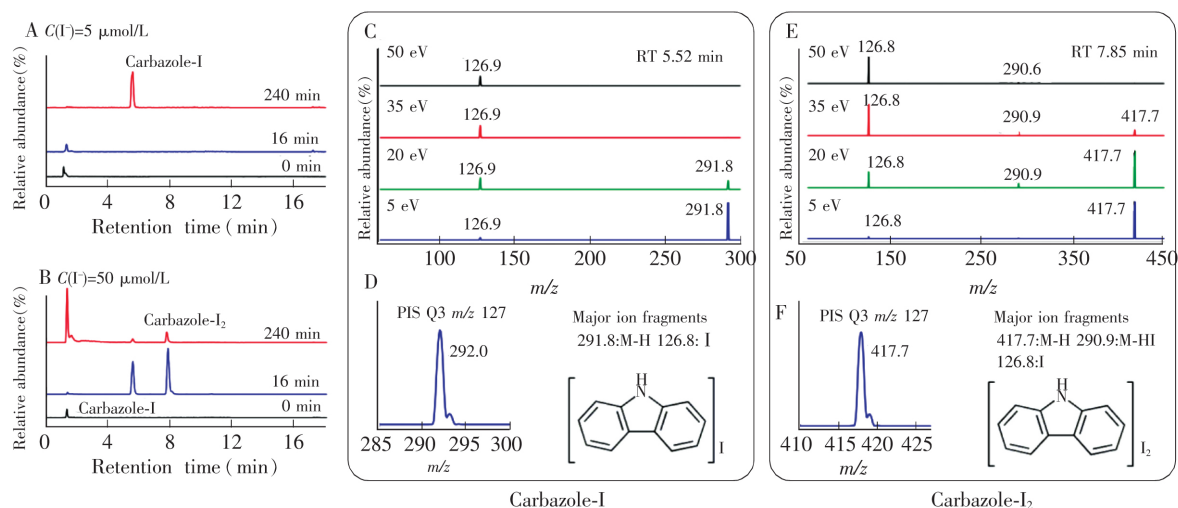 A C(I⁻)=5 μmol/L
Relative abundance(%)
Carbazole-I
240 min
16 min
0 min
0 4 8 12 16
Retention time(min)
B C(I⁻)=50 μmol/L
Relative abundance(%)
Carbazole-I₂
240 min
16 min
Carbazole-I
0 min
0 4 8 12 16
Retention time(min)
C
Relative abundance(%)
50 eV 126.9 RT 5.52 min
35 eV 126.9
20 eV 126.9 291.8
5 eV 126.9 291.8
100 150 200 250 300
m/z
D
PIS Q3 m/z 127
292.0
285 290 295 300
m/z
Major ion fragments
291.8:M-H 126.8: I
H
N
I
Carbazole-I
E
Relative abundance(%)
50 eV 126.8 290.6 RT 7.85 min
35 eV 126.8 290.9 417.7
20 eV 126.8 290.9 417.7
5 eV 126.8 417.7
50 150 250 350 450
m/z
F
PIS Q3 m/z 127
417.7
410 415 420 425
m/z
Major ion fragments
417.7:M-H 290.9:M-HI
126.8:I
H
N
I₂
Carbazole-I₂